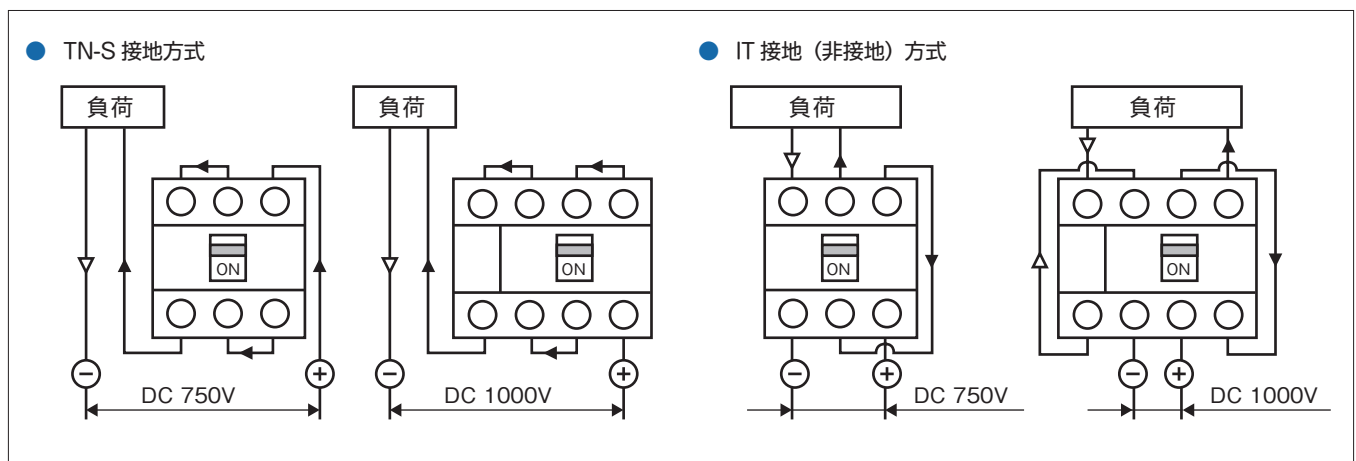 ● TN-S 接地方式
● IT 接地（非接地）方式
負荷
負荷
負荷
負荷
ON
ON
ON
ON
−
+
−
+
−
+
−
+
DC 750V
DC 1000V
DC 750V
DC 1000V